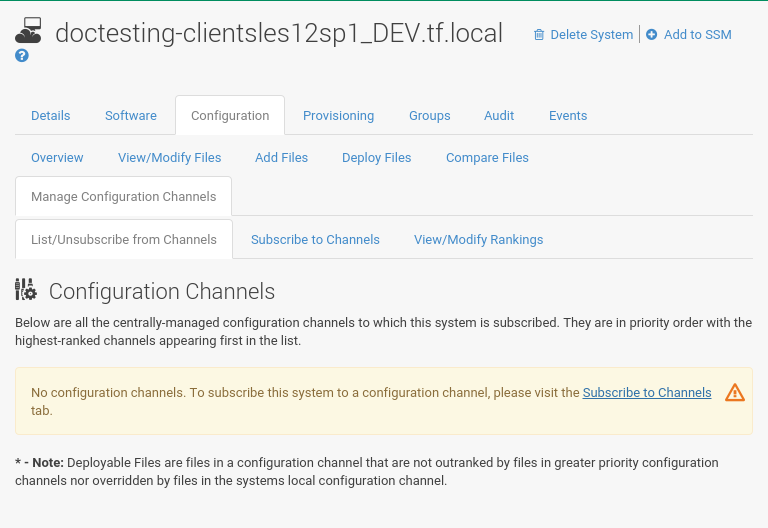 doctesting-clientsles12sp1_DEV.tf.local
Delete System
Add to SSM
Details
Software
Configuration
Provisioning
Groups
Audit
Events
Overview
View/Modify Files
Add Files
Deploy Files
Compare Files
Manage Configuration Channels
List/Unsubscribe from Channels
Subscribe to Channels
View/Modify Rankings
Configuration Channels
Below are all the centrally-managed configuration channels to which this system is subscribed. They are in priority order with the
highest-ranked channels appearing first in the list.
No configuration channels. To subscribe this system to a configuration channel, please visit the Subscribe to Channels
tab.
* - Note: Deployable Files are files in a configuration channel that are not outranked by files in greater priority configuration
channels nor overridden by files in the systems local configuration channel.